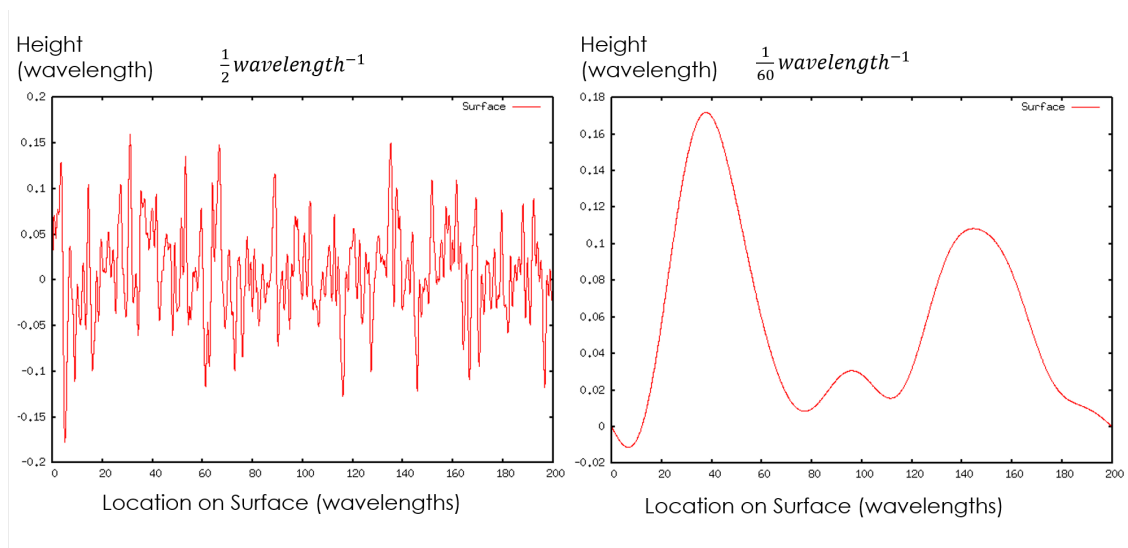 Height
(wavelength)
1/2 wavelength⁻¹
0.2
Surface
0.15
0.1
0.05
0
-0.05
-0.1
-0.15
-0.2
0 20 40 60 80 100 120 140 160 180 200
Location on Surface (wavelengths)
Height
(wavelength)
1/60 wavelength⁻¹
0.18
Surface
0.16
0.14
0.12
0.1
0.08
0.06
0.04
0.02
0
-0.02
0 20 40 60 80 100 120 140 160 180 200
Location on Surface (wavelengths)